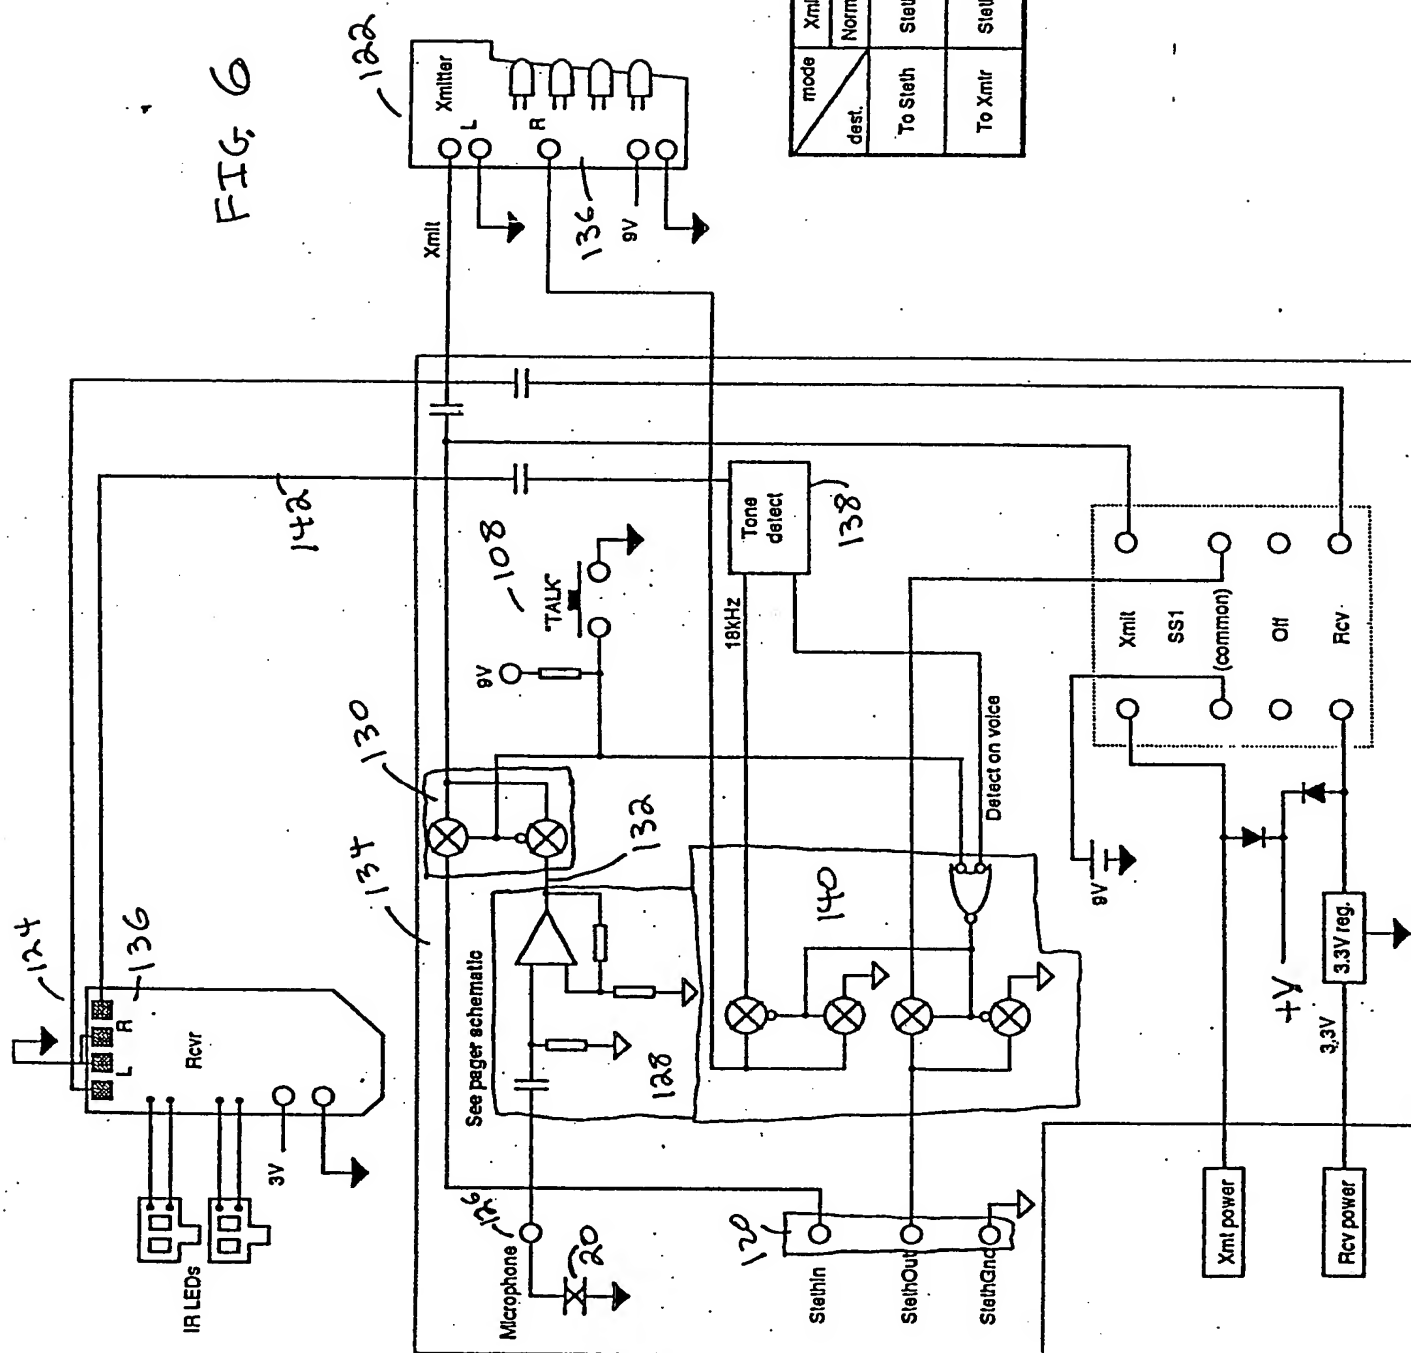 FIG. 6
122
Xmitter
L
R
136
9V
Xmit
mode
dest.
Norm
To Steth
To Xmtr
124
136
R
L
Rcvr
3V
IR LEDs
142
108
"TALK"
9V
Tone
detect
138
18kHz
Detect on voice
130
134
132
See pager schematic
128
140
126
Microphone
20
120
StethIn
StethOut
StethGnd
Xmit
SS1
(common)
Off
Rcv
9V
+V
3.3V reg.
3.3V
Xmt power
Rcv power